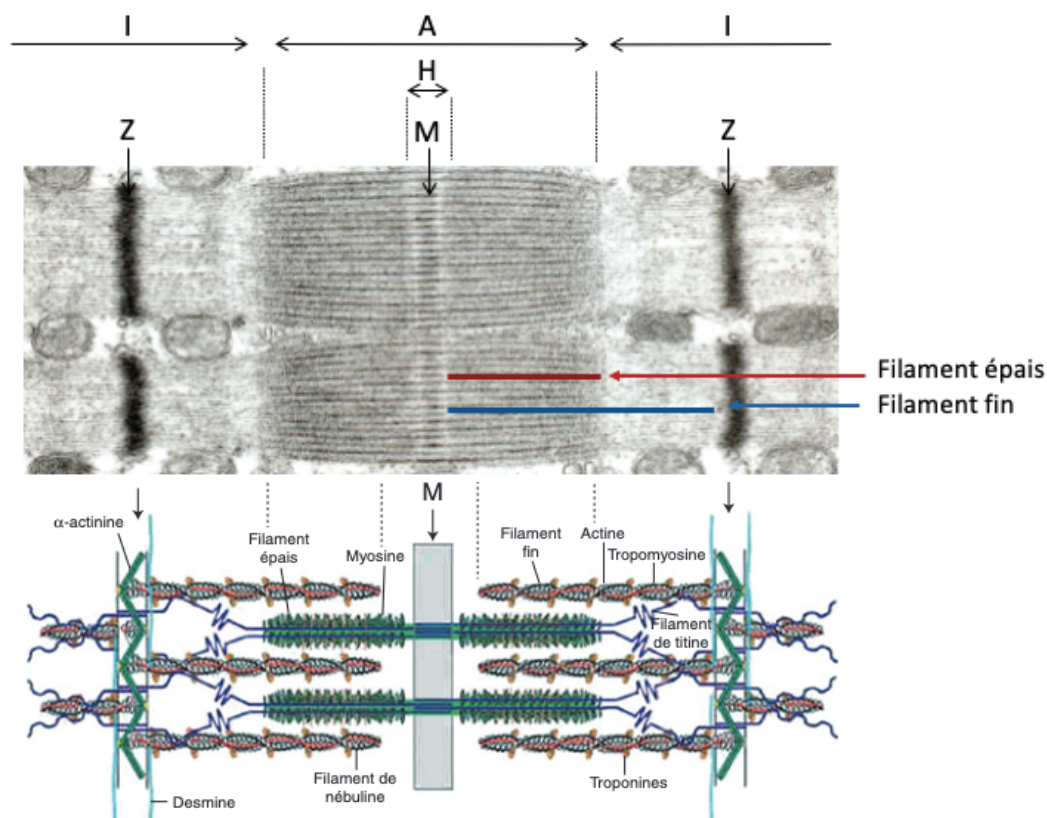 I
A
I
H
Z
M
Z
Filament épais
Filament fin
M
α-actinine
Filament
épais
Myosine
Filament
fin
Actine
Tropomyosine
Filament
de titine
Filament de
nébuline
Troponines
Desmine